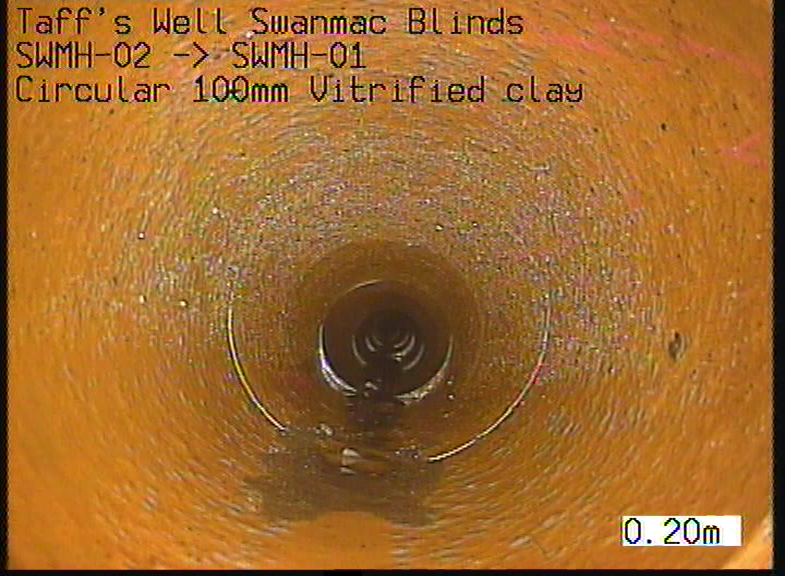 Taff's Well Swanmac Blinds
SWMH-02 -> SWMH-01
Circular 100mm Vitrified clay
0.20m